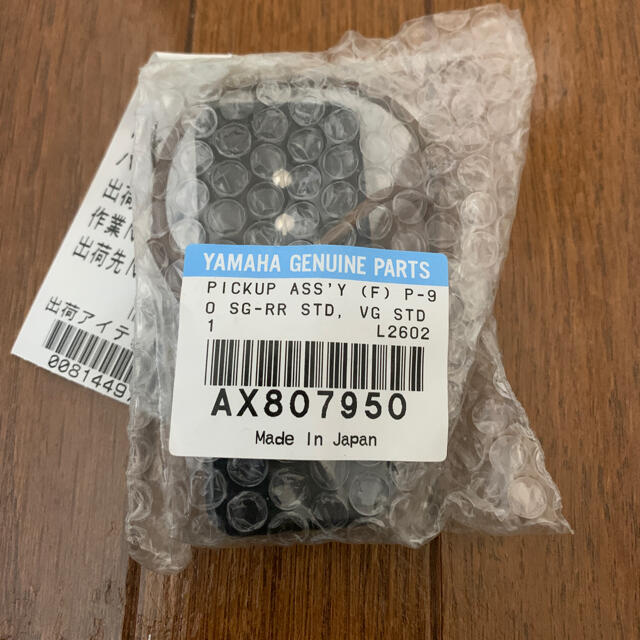 YAMAHA GENUINE PARTS
PICKUP ASS'Y (F) P-9
0 SG-RR STD, VG STD
1 L2602
AX807950
Made In Japan
出荷
作業
出荷先
出荷アイテ
0081449